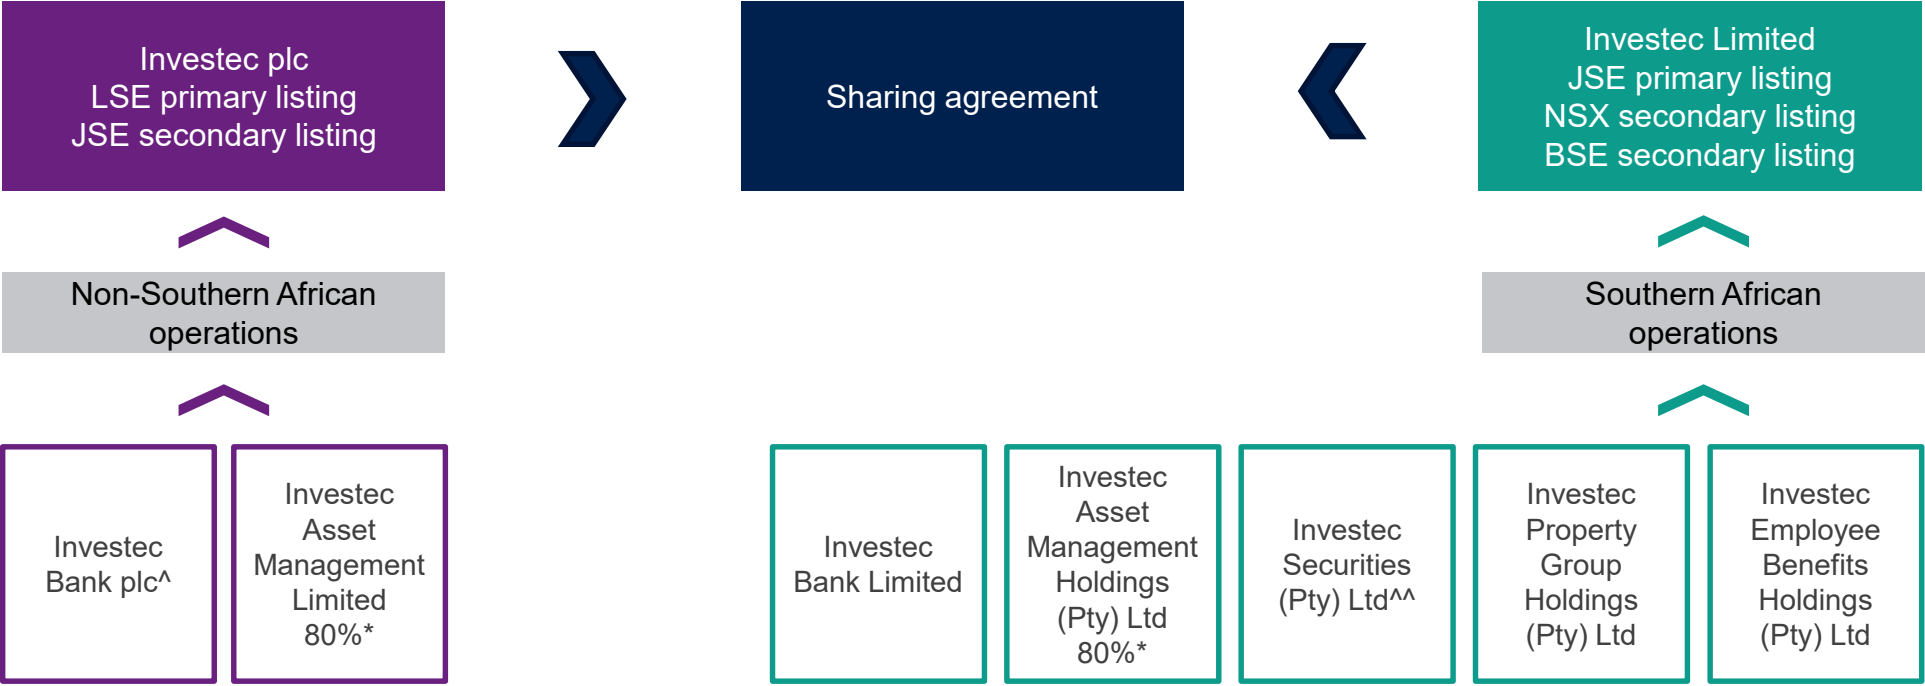 Investec plc
LSE primary listing
JSE secondary listing
Sharing agreement
Investec Limited
JSE primary listing
NSX secondary listing
BSE secondary listing
Non-Southern African
operations
Southern African
operations
Investec
Bank plc^
Investec
Asset
Management
Limited
80%*
Investec
Bank Limited
Investec
Asset
Management
Holdings
(Pty) Ltd
80%*
Investec
Securities
(Pty) Ltd^^
Investec
Property
Group
Holdings
(Pty) Ltd
Investec
Employee
Benefits
Holdings
(Pty) Ltd